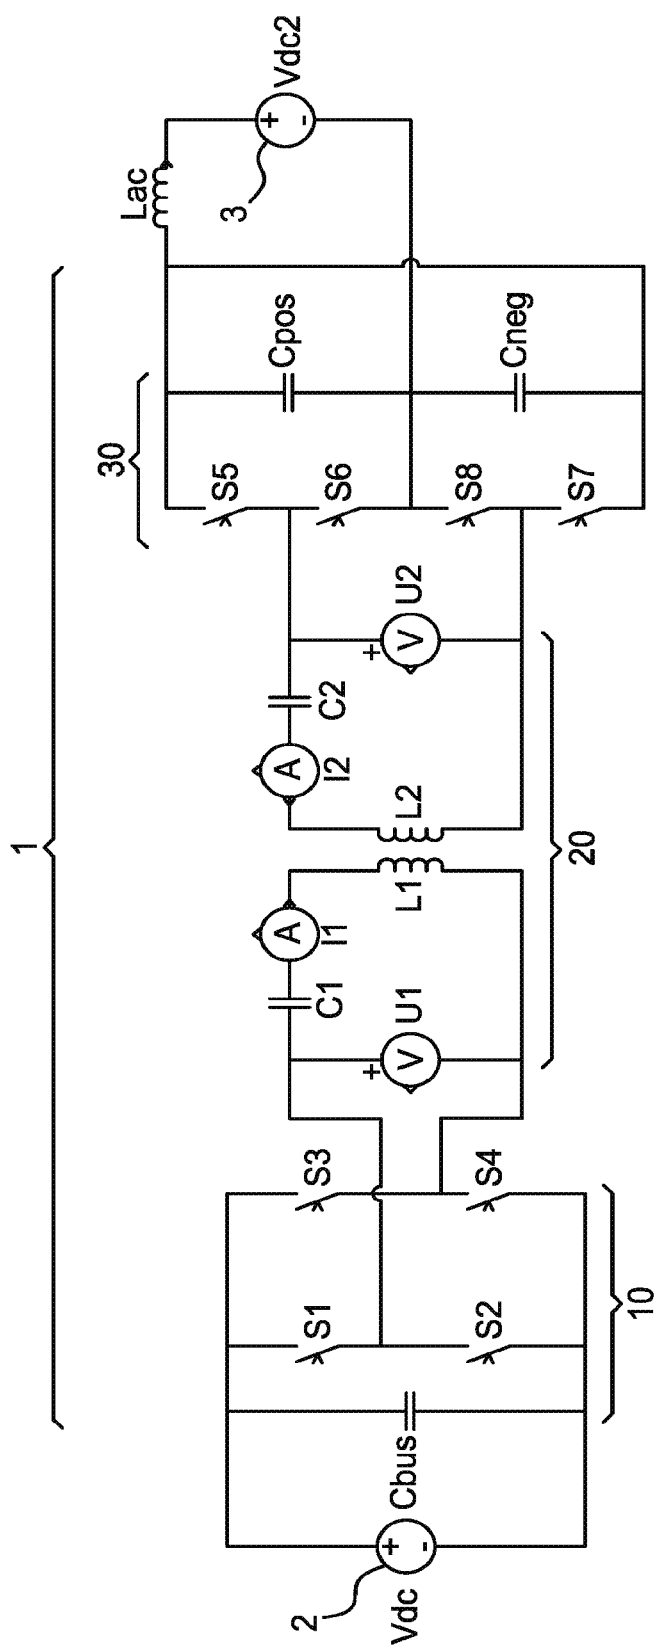 1
30
Lac
Vdc2
3
S5
Cpos
S6
S8
Cneg
S7
C1
I1
I2
C2
U1
L1
L2
U2
20
S3
S1
S4
S2
Cbus
10
2
Vdc
+
-
+
-
V
+
V
+
A
A